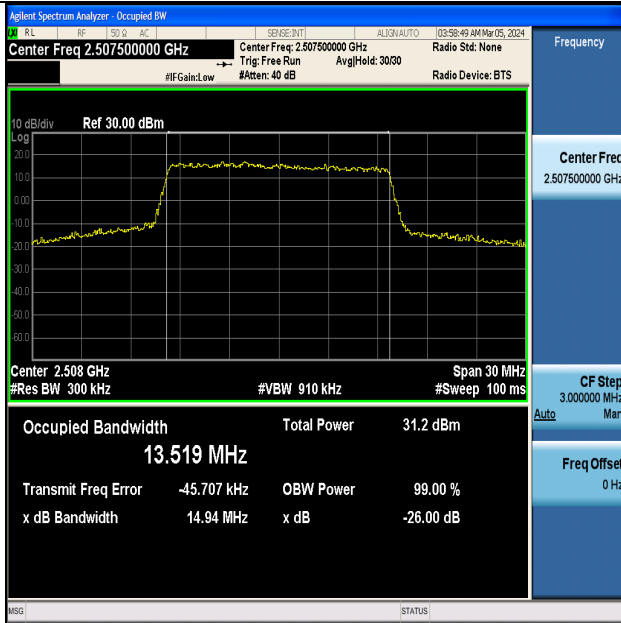 Agilent Spectrum Analyzer - Occupied BW
RL RF 50 Ω AC SENSE:INT ALIGN AUTO 03:58:49 AM Mar 05, 2024
Center Freq 2.507500000 GHz
Center Freq: 2.507500000 GHz Radio Std: None
Trig: Free Run Avg|Hold: 30/30
#IFGain:Low #Atten: 40 dB Radio Device: BTS
Frequency
10 dB/div Ref 30.00 dBm
Log
20.0
10.0
0.00
-10.0
-20.0
-30.0
-40.0
-50.0
-60.0
Center 2.508 GHz Span 30 MHz
#Res BW 300 kHz #VBW 910 kHz #Sweep 100 ms
Occupied Bandwidth Total Power 31.2 dBm
13.519 MHz
Transmit Freq Error -45.707 kHz OBW Power 99.00 %
x dB Bandwidth 14.94 MHz x dB -26.00 dB
Center Freq
2.507500000 GHz
CF Step
3.000000 MHz
Auto Man
Freq Offset
0 Hz
MSG STATUS